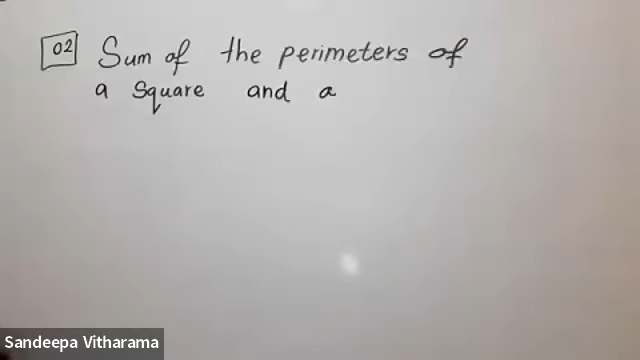 02 Sum of the perimeters of
a square and a
Sandeepa Vitharama